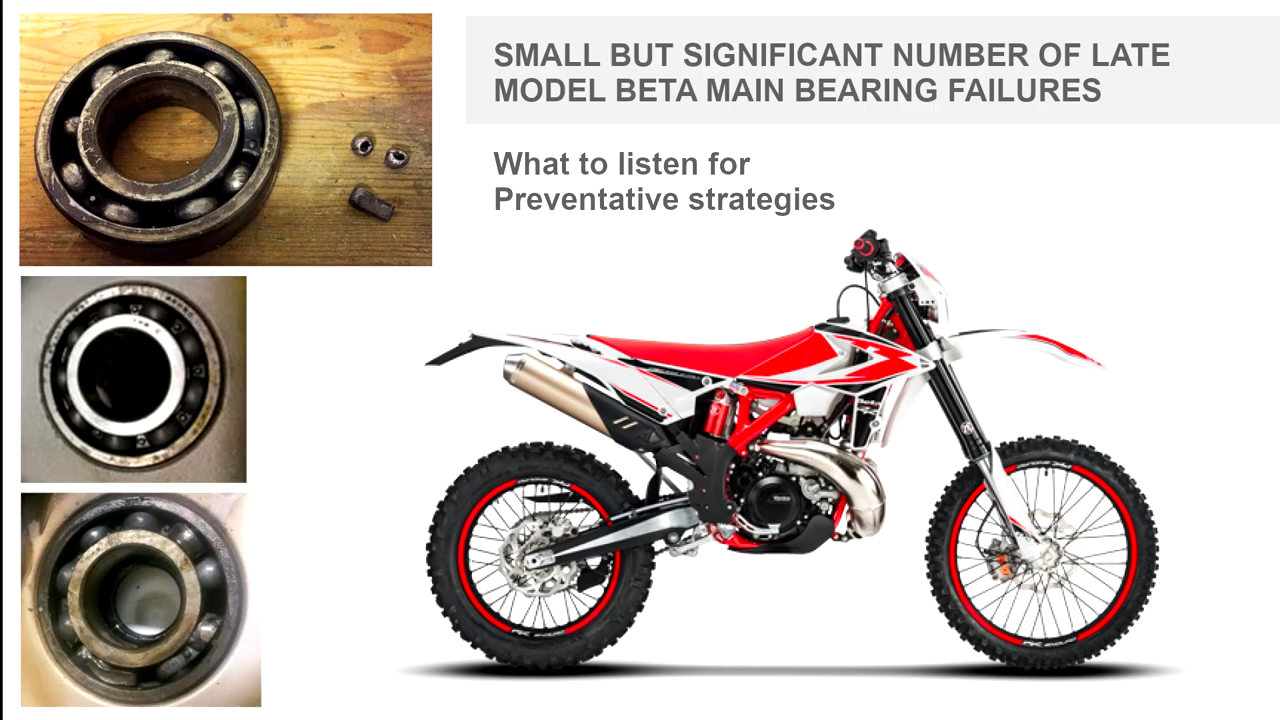 SMALL BUT SIGNIFICANT NUMBER OF LATE
MODEL BETA MAIN BEARING FAILURES
What to listen for
Preventative strategies